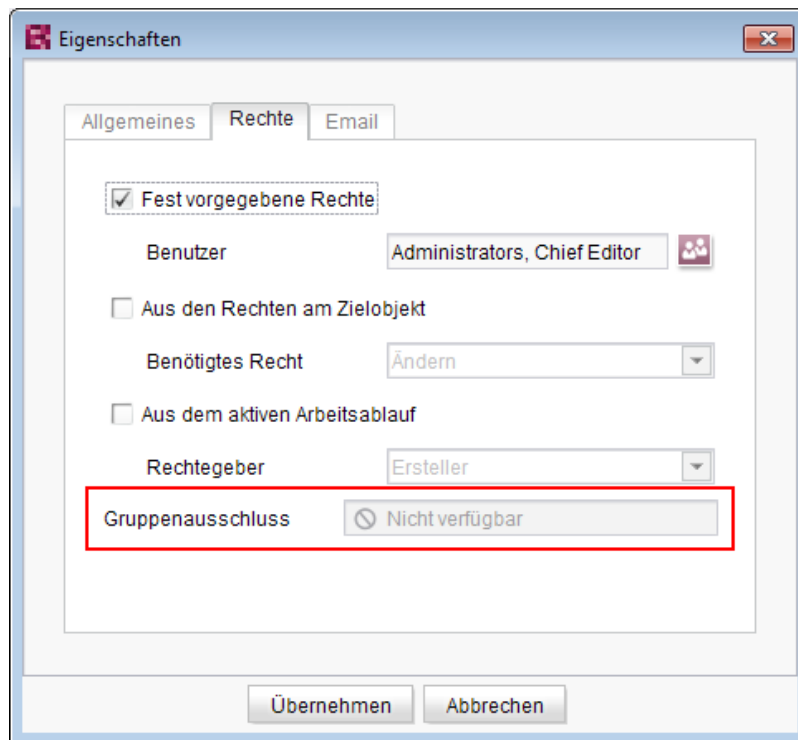 Eigenschaften
Allgemeines Rechte Email
Fest vorgegebene Rechte
Benutzer Administrators, Chief Editor
Aus den Rechten am Zielobjekt
Benötigtes Recht Ändern
Aus dem aktiven Arbeitsablauf
Rechtegeber Ersteller
Gruppenausschluss Nicht verfügbar
Übernehmen Abbrechen